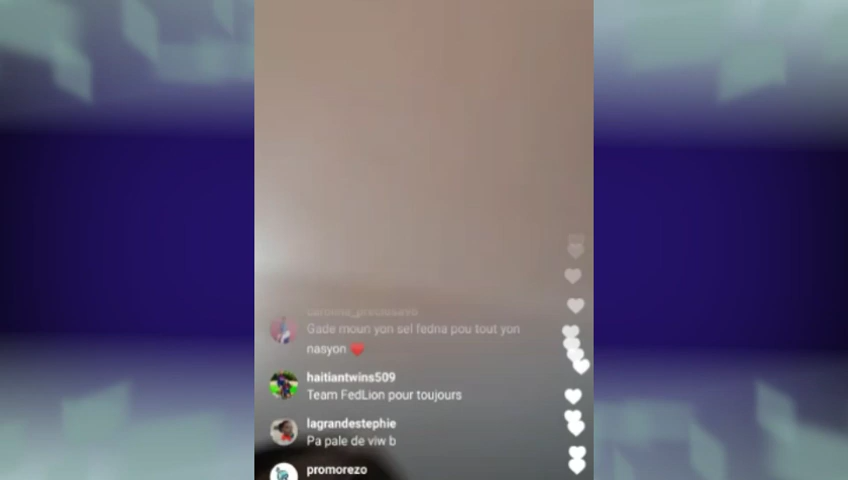 Gade moun yon sel fedna pou tout yon
nasyon ❤️
haitiantwins509
Team FedLion pour toujours
lagrandestephie
Pa pale de viw b
promorezo